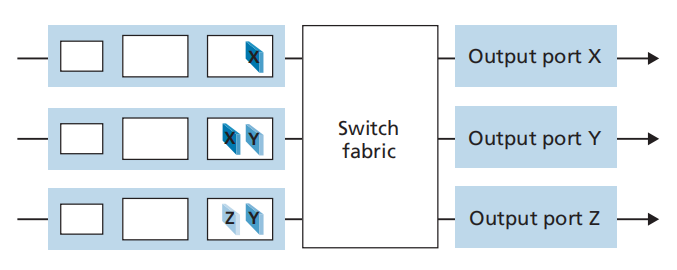 X
Output port X
X Y
Switch
fabric
Output port Y
Z Y
Output port Z